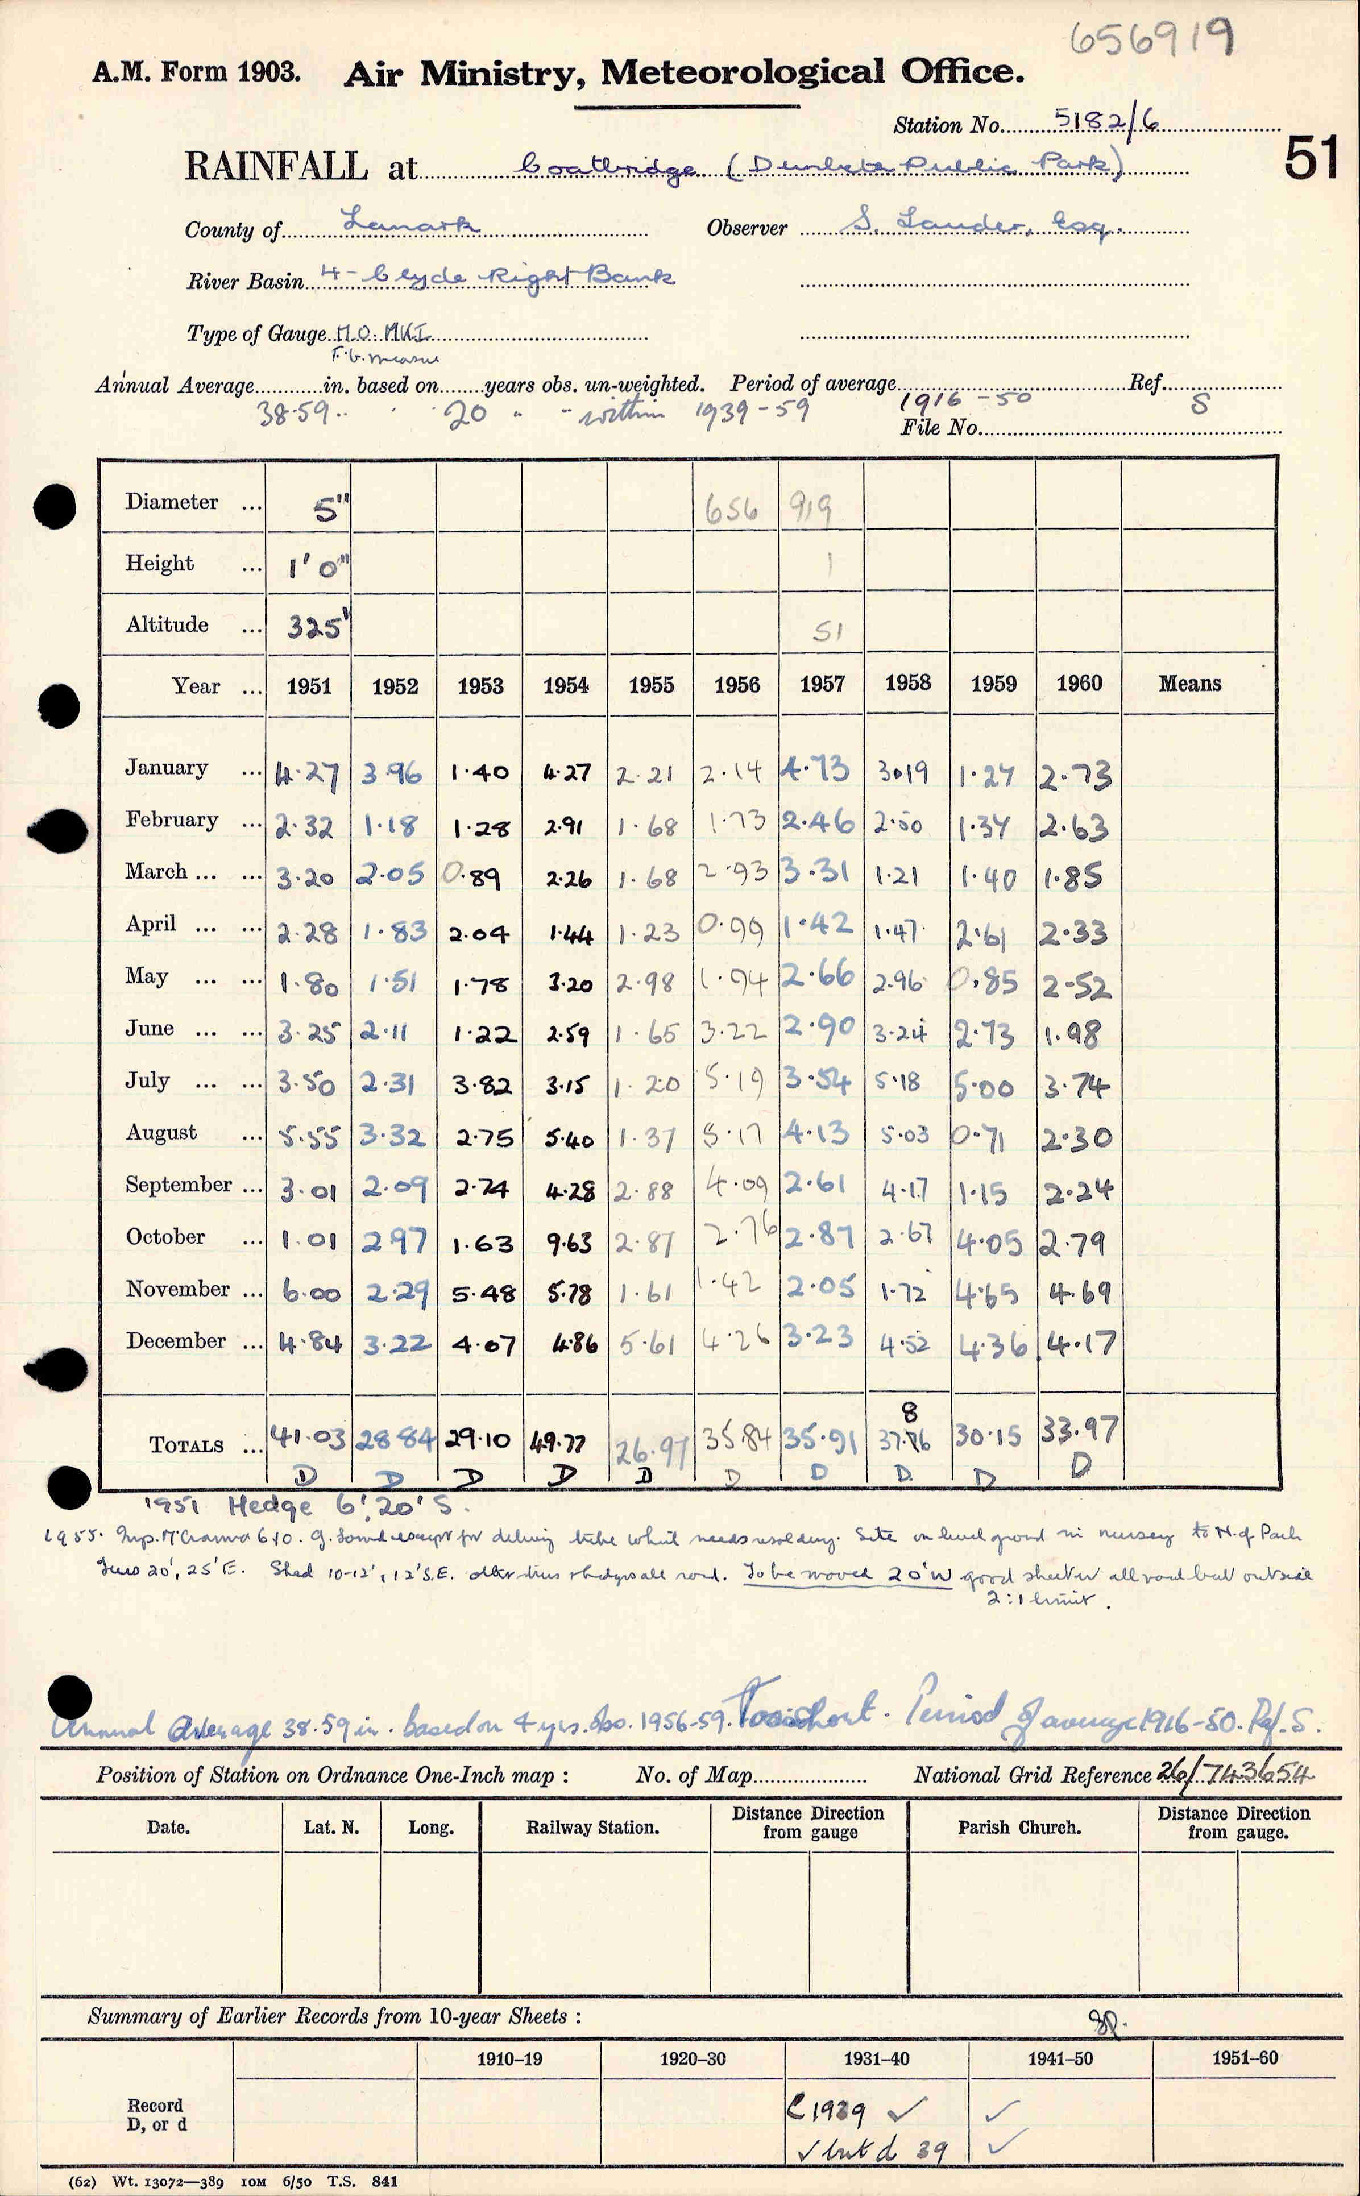 656919
A.M. Form 1903. Air Ministry, Meteorological Office.
Station No. 5182/6
51
RAINFALL at Coatbridge (Dunbeth Public Park)
County of Lanark Observer S. Lauder, Esq.
River Basin 4- Clyde Right Bank
Type of Gauge M.O. MKI
F.G. measure
Annual Average in. based on years obs. un-weighted. Period of average 1916-50 Ref. S
38.59 " 20 " " within 1939-59
File No.
Diameter ... 5" 656 919
Height ... 1' 0" 1
Altitude ... 325' 51
Year ... 1951 1952 1953 1954 1955 1956 1957 1958 1959 1960 Means
January ... 4.27 3.96 1.40 4.27 2.21 2.14 4.73 3.19 1.27 2.73
February ... 2.32 1.18 1.28 2.91 1.68 1.73 2.46 2.50 1.37 2.63
March ... ... 3.20 2.05 0.89 2.26 1.68 2.93 3.31 1.21 1.40 1.85
April ... ... 2.28 1.83 2.04 1.44 1.23 0.99 1.42 1.47 2.61 2.33
May ... ... 1.80 1.51 1.78 3.20 2.98 1.94 2.66 2.96 0.85 2.52
June ... ... 3.25 2.11 1.22 2.59 1.65 3.22 2.90 3.24 2.73 1.98
July ... ... 3.50 2.31 3.82 3.15 1.20 5.19 3.54 5.18 5.00 3.74
August ... 5.55 3.32 2.75 5.40 1.37 5.17 4.13 5.03 0.71 2.30
September ... 3.01 2.09 2.74 4.28 2.88 4.09 2.61 4.17 1.15 2.24
October ... 1.01 2.97 1.63 9.63 2.87 2.76 2.87 2.67 4.05 2.79
November ... 6.00 2.29 5.48 5.78 1.61 1.42 2.05 1.72 4.65 4.69
December ... 4.84 3.22 4.07 4.86 5.61 4.26 3.23 4.52 4.36 4.17
8
TOTALS ... 41.03 28.84 29.10 49.77 26.97 35.84 35.91 37.76 30.15 33.97
D D D D D D D D D D
1951 Hedge 6', 20' S.
1955. Insp. 6/10. g. Found except for delivery tube which needs resoldering. Site on level ground in nursery to N. of Park
Trees 20', 25' E. Shed 10-12', 12' S.E. other trees hedges all round. To be moved 20' W good shelter all round but outside
2:1 limit.
Annual Average 38.59 in. based on 4 yrs. obs. 1956-59. Too short. Period of average 1916-50. Ref. S.
Position of Station on Ordnance One-Inch map : No. of Map National Grid Reference 26/743654
Date. Lat. N. Long. Railway Station. Distance from gauge Direction Parish Church. Distance Direction from gauge.
Summary of Earlier Records from 10-year Sheets :
1910–19 1920–30 1931–40 1941–50 1951–60
Record D, or d
C 1939 ✓ ✓
✓ but d 39 ✓
(62) Wt. 13072—389 10M 6/50 T.S. 841